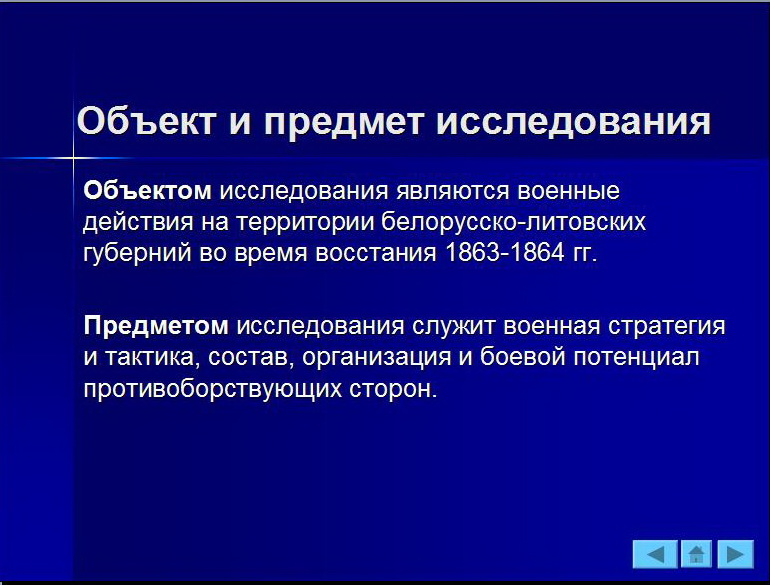 Объект и предмет исследования
Объектом исследования являются военные
действия на территории белорусско-литовских
губерний во время восстания 1863-1864 гг.
Предметом исследования служит военная стратегия
и тактика, состав, организация и боевой потенциал
противоборствующих сторон.